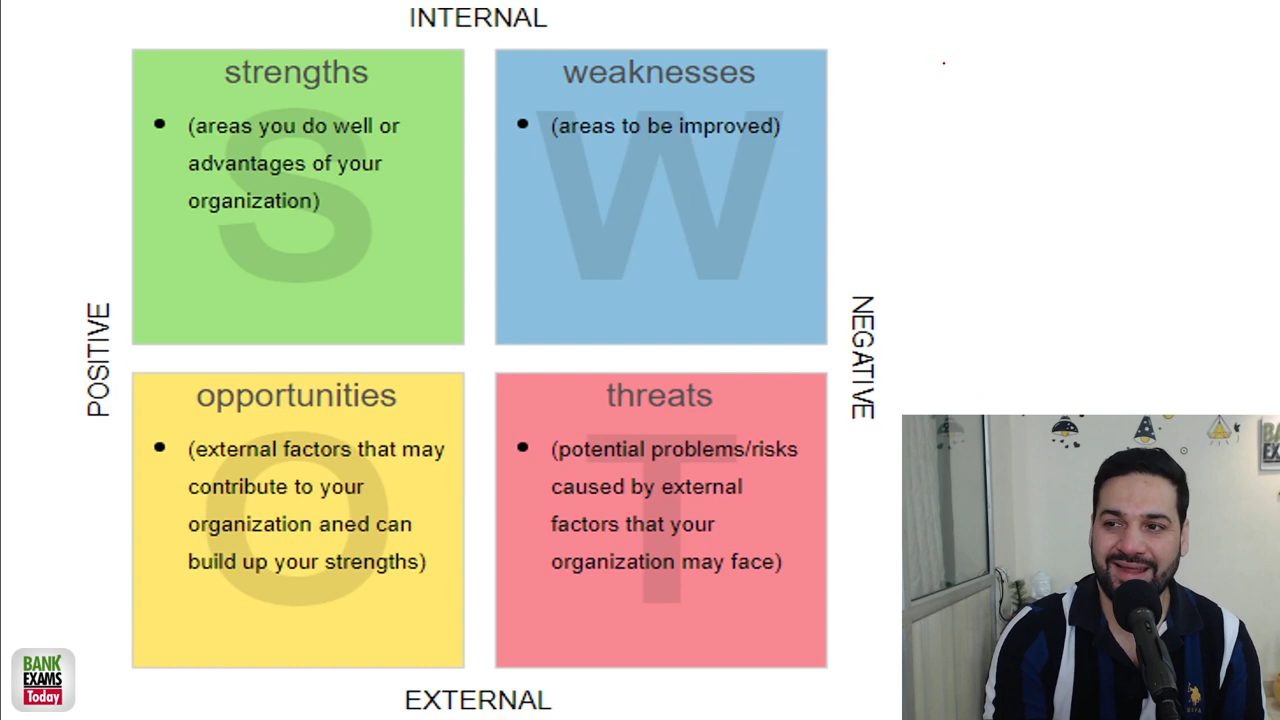 INTERNAL
strengths
S
(areas you do well or
advantages of your
organization)
weaknesses
W
(areas to be improved)
POSITIVE
NEGATIVE
opportunities
O
(external factors that may
contribute to your
organization aned can
build up your strengths)
threats
T
(potential problems/risks
caused by external
factors that your
organization may face)
EXTERNAL
BANK
EXAMS
Today